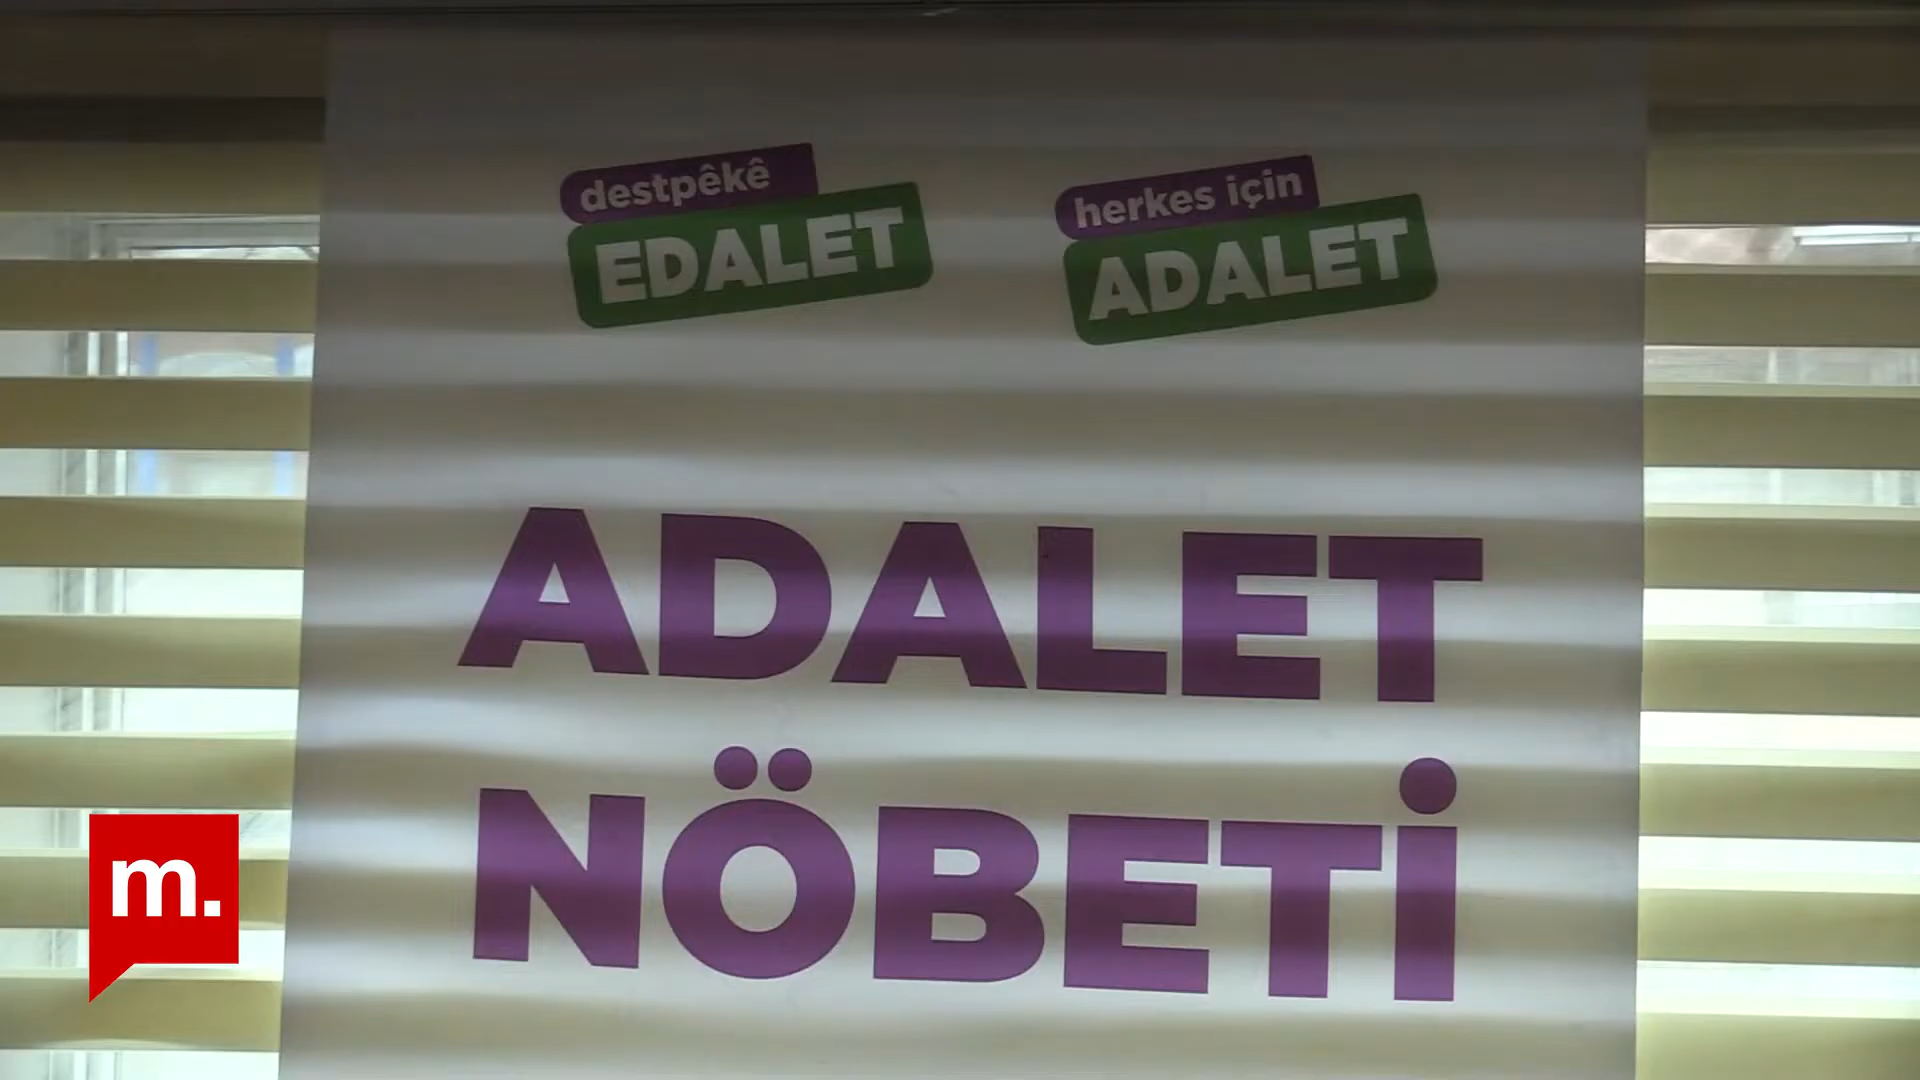 destpêkê
EDALET
herkes için
ADALET
ADALET
NÖBETİ
m.